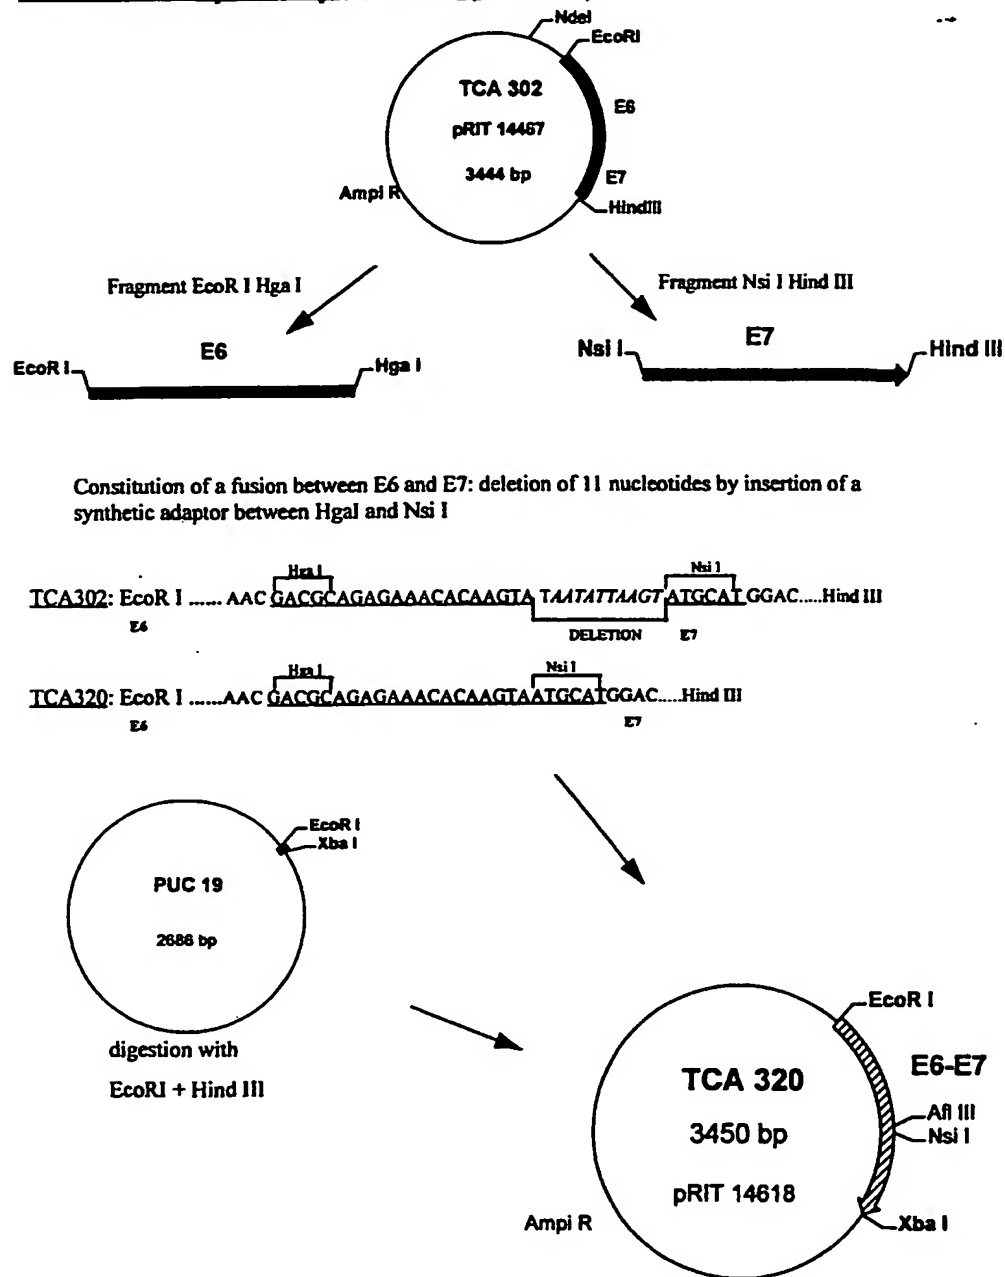 NdeI
EcoRI
TCA 302
pRIT 14467
3444 bp
E6
E7
HindIII
Ampi R
Fragment EcoR I Hga I
Fragment Nsi I Hind III
E6
EcoR I
Hga I
E7
Nsi I
Hind III
Constitution of a fusion between E6 and E7: deletion of 11 nucleotides by insertion of a
synthetic adaptor between HgaI and Nsi I
Hga I
Nsi I
TCA302: EcoR I ...... AAC GACGCAGAGAAACACAAGTA TAATATTAAGT ATGCAT GGAC.....Hind III
E6
DELETION
E7
Hga I
Nsi I
TCA320: EcoR I .......AAC GACGCAGAGAAACACAAGTAATGCATGGAC.....Hind III
E6
E7
EcoR I
Xba I
PUC 19
2686 bp
digestion with
EcoRI + Hind III
EcoR I
E6-E7
TCA 320
Afl III
3450 bp
Nsi I
pRIT 14618
Ampi R
Xba I